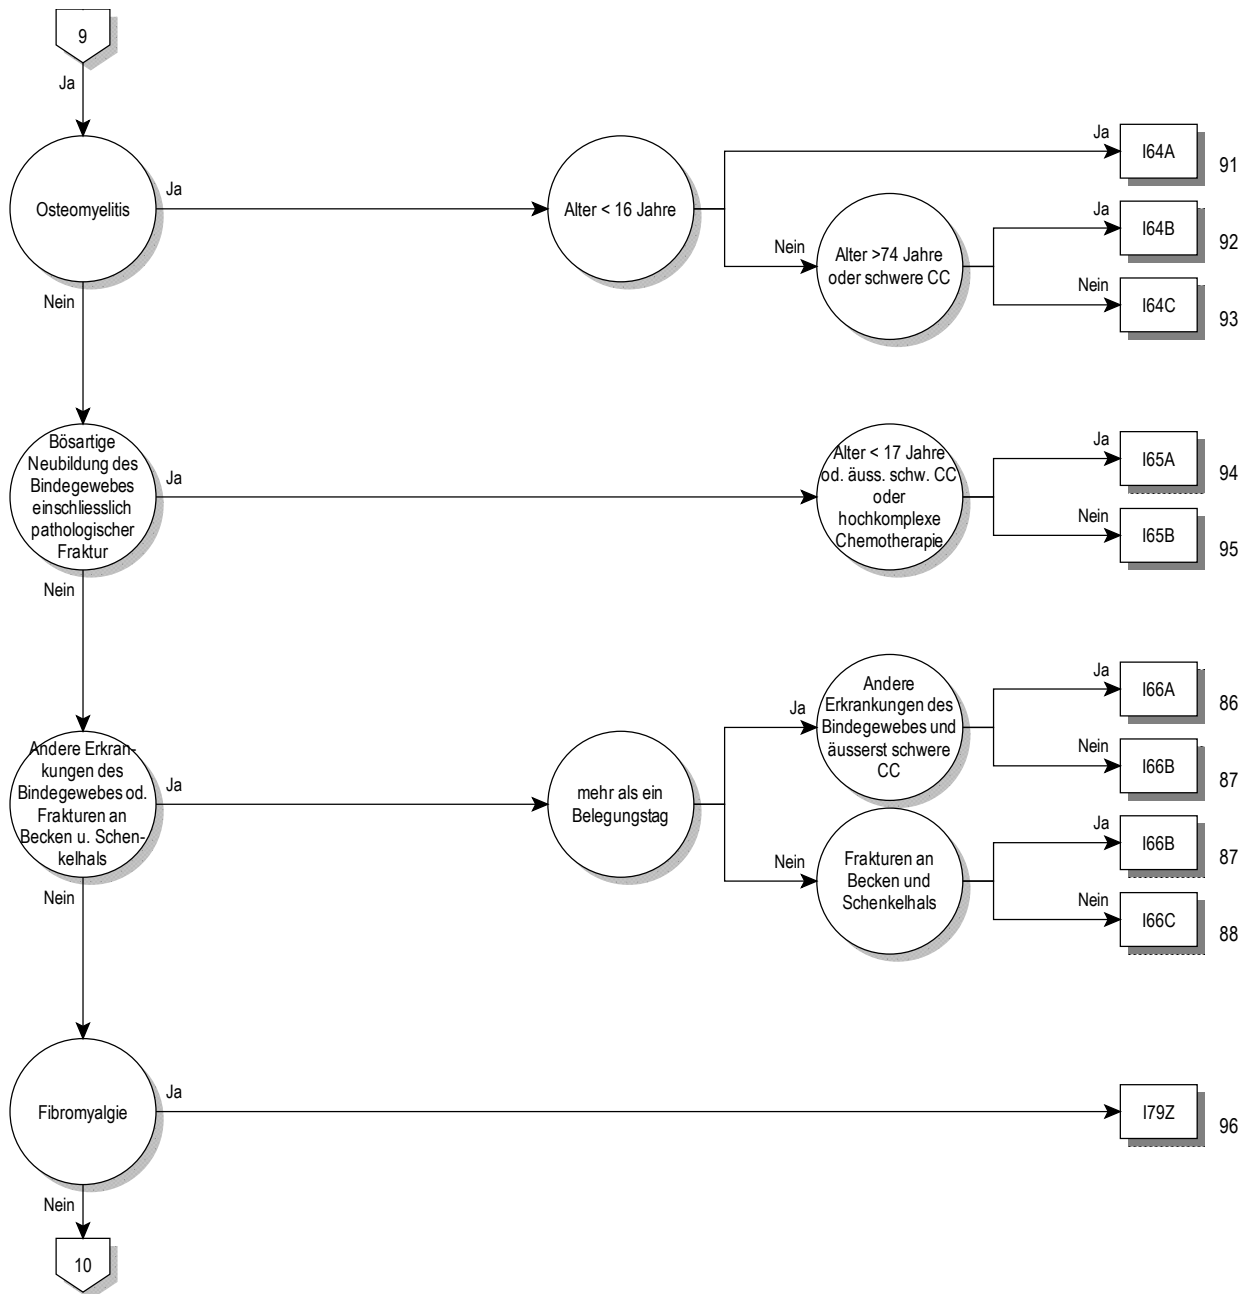 9
Ja
Osteomyelitis
Ja
Alter < 16 Jahre
Ja
I64A
91
Nein
Alter >74 Jahre
oder schwere CC
Ja
I64B
92
Nein
I64C
93
Nein
Bösartige
Neubildung des
Bindegewebes
einschliesslich
pathologischer
Fraktur
Ja
Alter < 17 Jahre
od. äuss. schw. CC
oder
hochkomplexe
Chemotherapie
Ja
I65A
94
Nein
I65B
95
Nein
Andere Erkran-
kungen des
Bindegewebes od.
Frakturen an
Becken u. Schen-
kelhals
Ja
mehr als ein
Belegungstag
Ja
Andere
Erkrankungen des
Bindegewebes und
äusserst schwere
CC
Ja
I66A
86
Nein
I66B
87
Nein
Frakturen an
Becken und
Schenkelhals
Ja
I66B
87
Nein
I66C
88
Nein
Fibromyalgie
Ja
I79Z
96
Nein
10